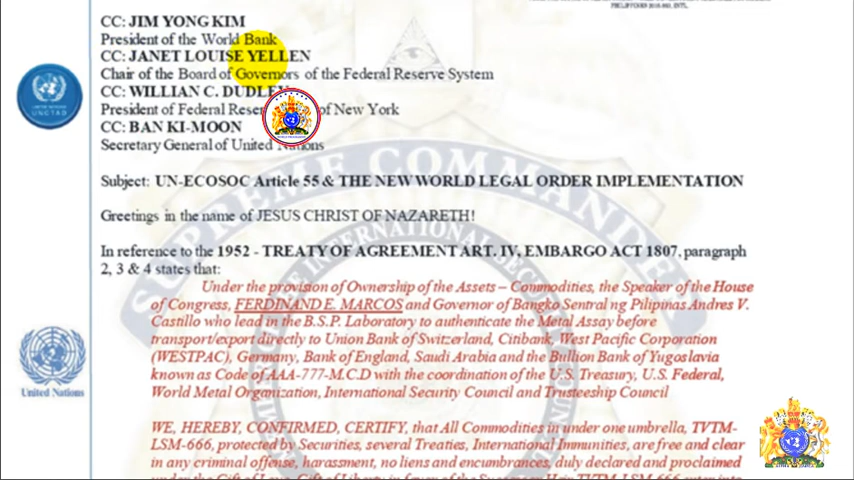 CC: JIM YONG KIM
President of the World Bank
CC: JANET LOUISE YELLEN
Chair of the Board of Governors of the Federal Reserve System
CC: WILLIAN C. DUDLEY
President of Federal Reser of New York
CC: BAN KI-MOON
Secretary General of United Nations
UNCTAD
Subject: UN-ECOSOC Article 55 & THE NEW WORLD LEGAL ORDER IMPLEMENTATION
Greetings in the name of JESUS CHRIST OF NAZARETH!
In reference to the 1952 - TREATY OF AGREEMENT ART. IV, EMBARGO ACT 1807, paragraph
2, 3 & 4 states that:
Under the provision of Ownership of the Assets – Commodities, the Speaker of the House
of Congress, FERDINAND E. MARCOS and Governor of Bangko Sentral ng Pilipinas Andres V.
Castillo who lead in the B.S.P. Laboratory to authenticate the Metal Assay before
transport/export directly to Union Bank of Switzerland, Citibank, West Pacific Corporation
(WESTPAC), Germany, Bank of England, Saudi Arabia and the Bullion Bank of Yugoslavia
known as Code of AAA-777-M.C.D with the coordination of the U.S. Treasury, U.S. Federal,
World Metal Organization, International Security Council and Trusteeship Council
United Nations
WE, HEREBY, CONFIRMED, CERTIFY, that All Commodities in under one umbrella, TVTM-
LSM-666, protected by Securities, several Treaties, International Immunities, are free and clear
in any criminal offense, harassment, no liens and encumbrances, duly declared and proclaimed
SUPREME COMMANDER